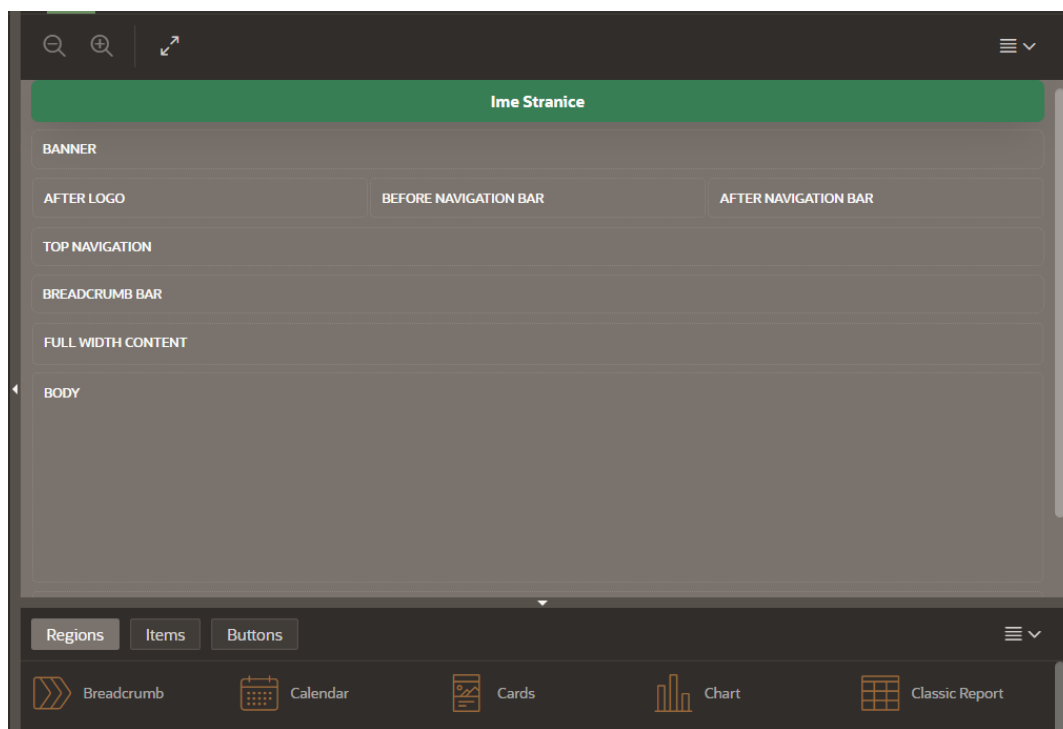 Ime Stranice
BANNER
AFTER LOGO
BEFORE NAVIGATION BAR
AFTER NAVIGATION BAR
TOP NAVIGATION
BREADCRUMB BAR
FULL WIDTH CONTENT
BODY
Regions
Items
Buttons
Breadcrumb
Calendar
Cards
Chart
Classic Report